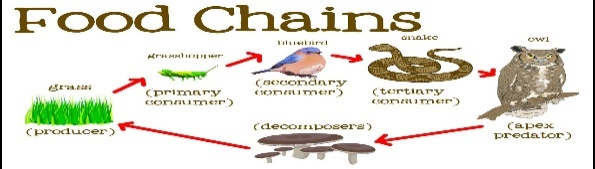 Food Chains
grass
(producer)
grasshopper
(primary
consumer)
bluebird
(secondary
consumer)
snake
(tertiary
consumer)
owl
(apex
predator)
(decomposers)